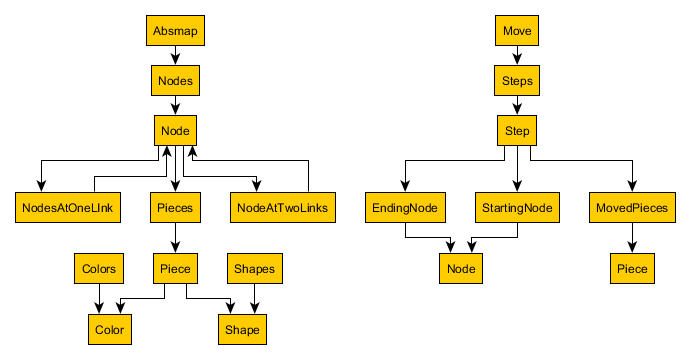 Absmap
Move
Nodes
Steps
Node
Step
NodesAtOneLInk
Pieces
NodeAtTwoLinks
EndingNode
StartingNode
MovedPieces
Colors
Piece
Shapes
Node
Piece
Color
Shape